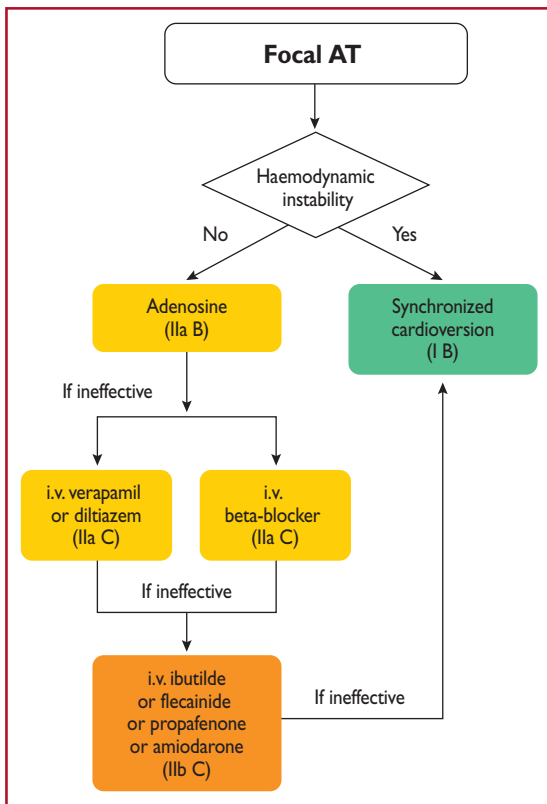 Focal AT
Haemodynamic
instability
No
Yes
Adenosine
(IIa B)
Synchronized
cardioversion
(I B)
If ineffective
i.v. verapamil
or diltiazem
(IIa C)
i.v.
beta-blocker
(IIa C)
If ineffective
i.v. ibutilde
or flecainide
or propafenone
or amiodarone
(IIb C)
If ineffective